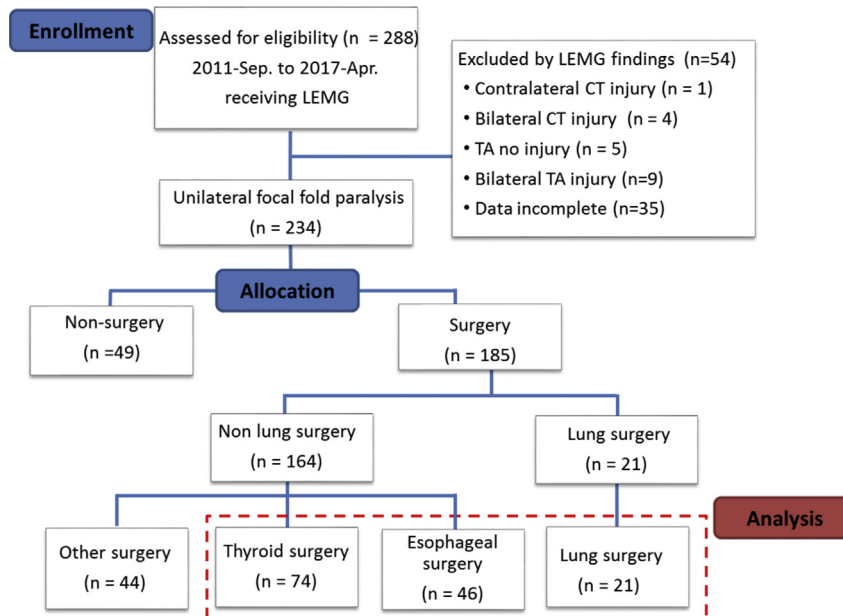 Enrollment
Assessed for eligibility (n = 288)
2011-Sep. to 2017-Apr.
receiving LEMG
Excluded by LEMG findings (n=54)
• Contralateral CT injury (n = 1)
• Bilateral CT injury (n = 4)
• TA no injury (n = 5)
• Bilateral TA injury (n=9)
• Data incomplete (n=35)
Unilateral focal fold paralysis
(n = 234)
Allocation
Non-surgery
(n =49)
Surgery
(n = 185)
Non lung surgery
(n = 164)
Lung surgery
(n = 21)
Analysis
Other surgery
(n = 44)
Thyroid surgery
(n = 74)
Esophageal
surgery
(n = 46)
Lung surgery
(n = 21)